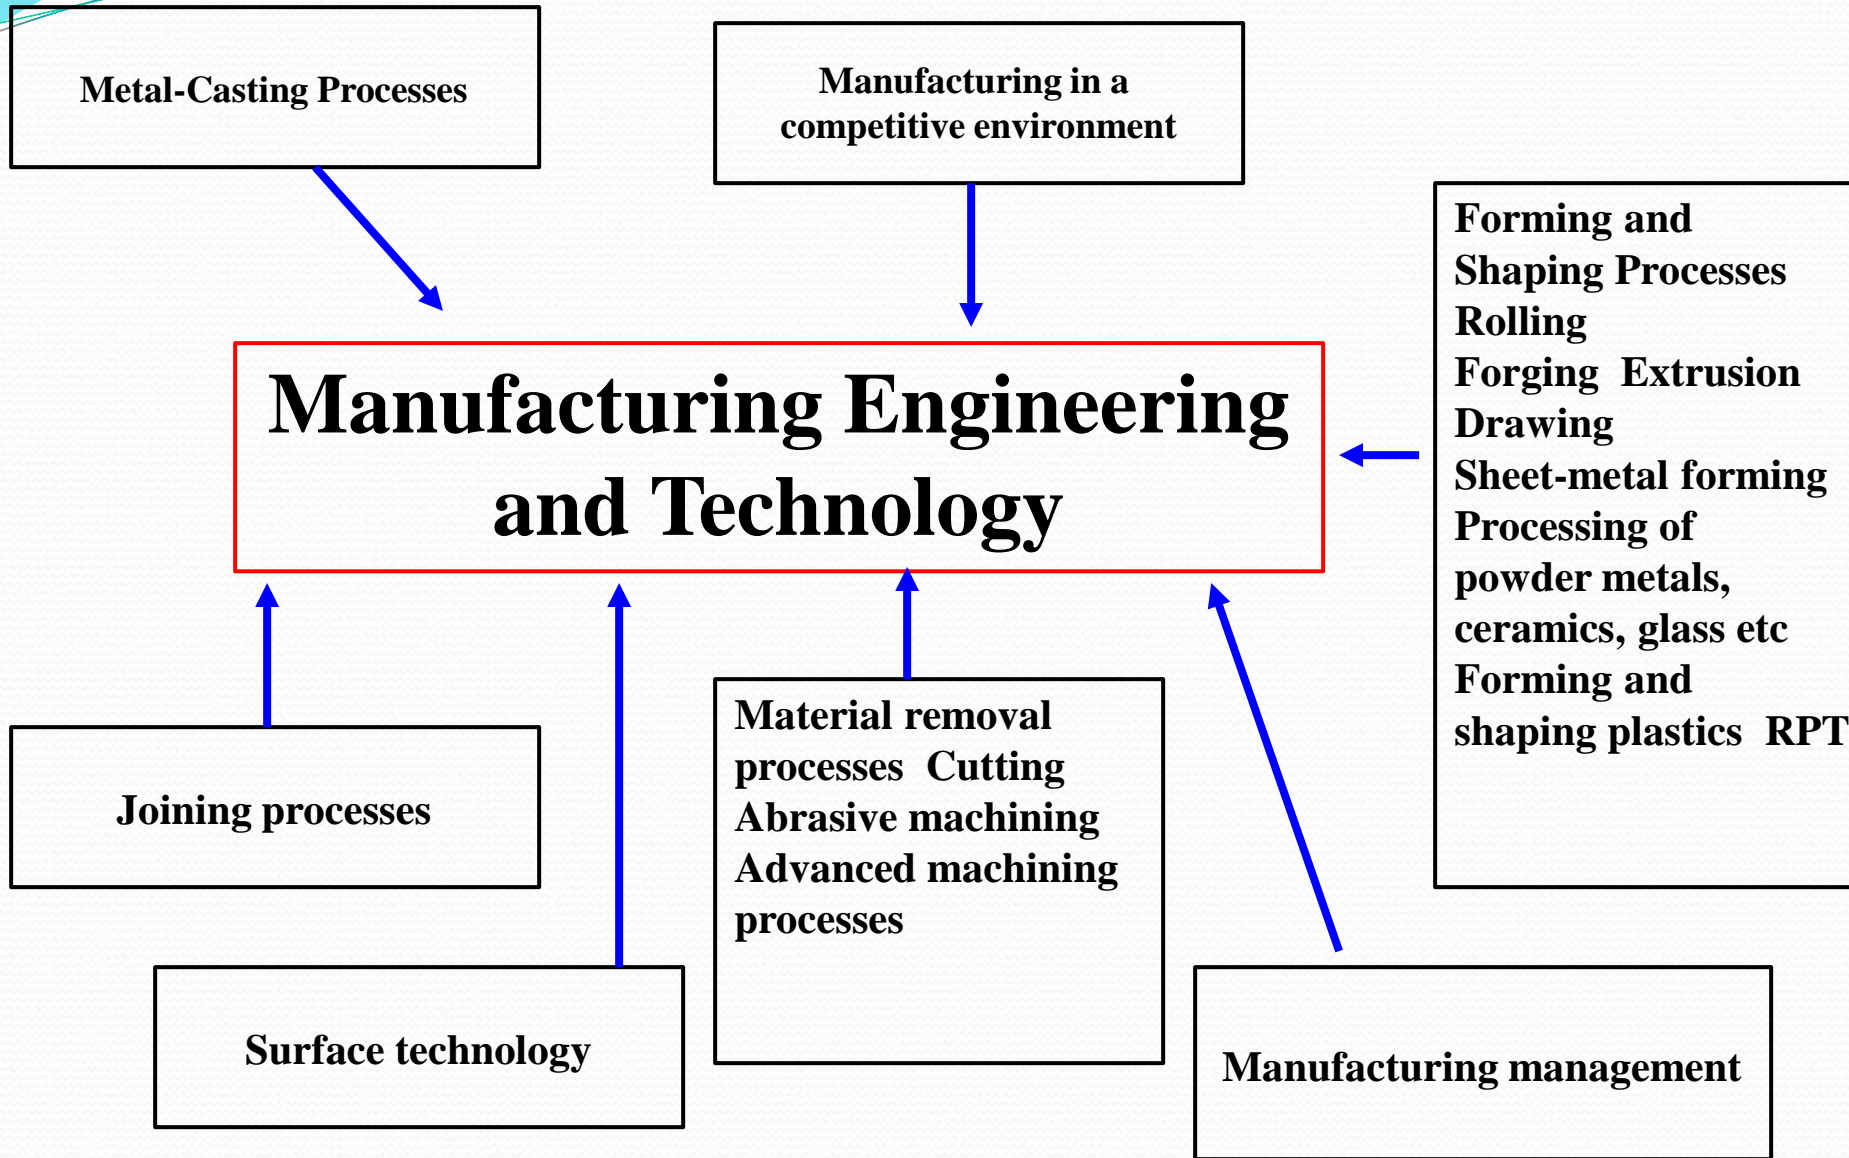 Metal-Casting Processes
Manufacturing in a
competitive environment
Forming and
Shaping Processes
Rolling
Forging  Extrusion
Drawing
Sheet-metal forming
Processing of
powder metals,
ceramics, glass etc
Forming and
shaping plastics  RPT
Manufacturing Engineering
and Technology
Joining processes
Material removal
processes  Cutting
Abrasive machining
Advanced machining
processes
Surface technology
Manufacturing management